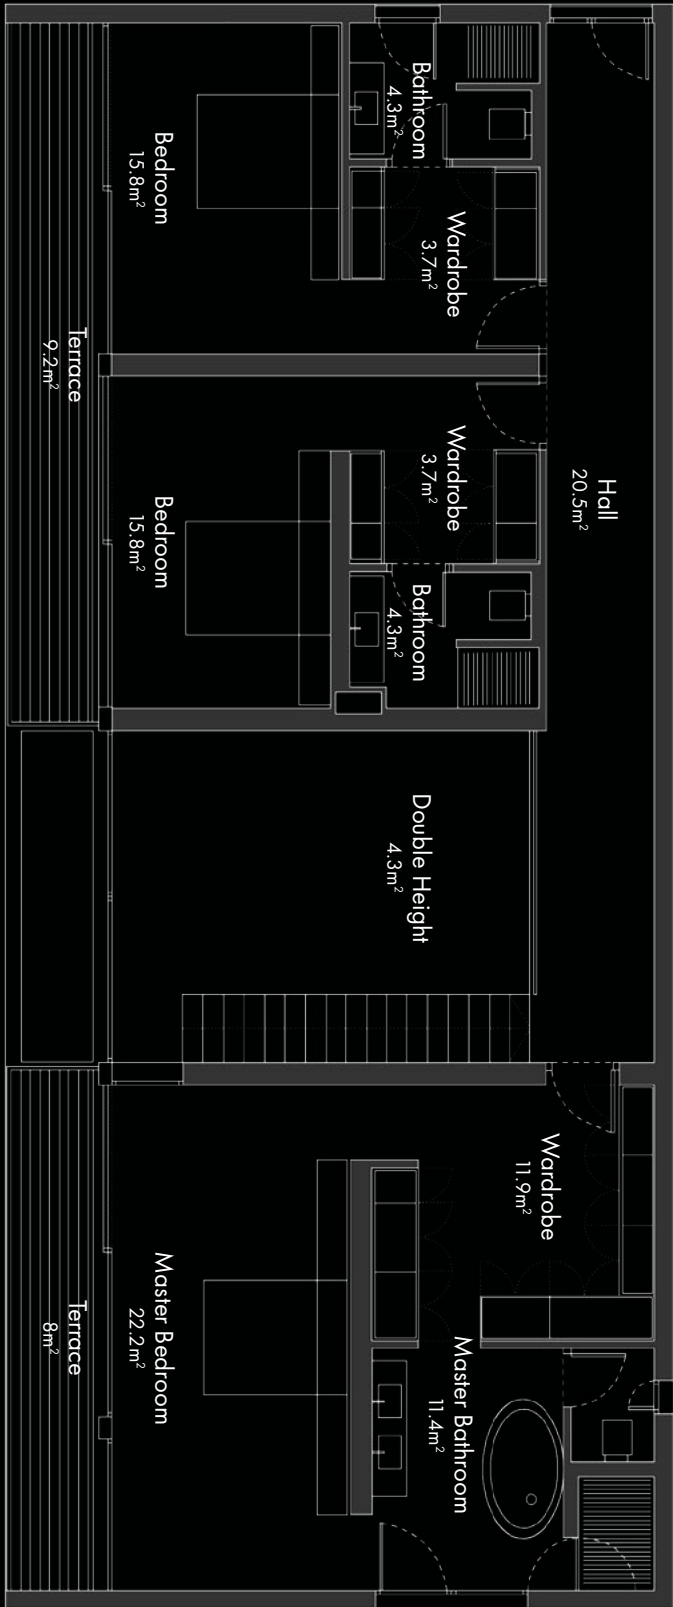 Bathroom
4.3m²
Bedroom
15.8m²
Wardrobe
3.7m²
Terrace
9.2m²
Wardrobe
3.7m²
Hall
20.5m²
Bedroom
15.8m²
Bathroom
4.3m²
Double Height
4.3m²
Wardrobe
11.9m²
Master Bedroom
22.2m²
Terrace
8m²
Master Bathroom
11.4m²